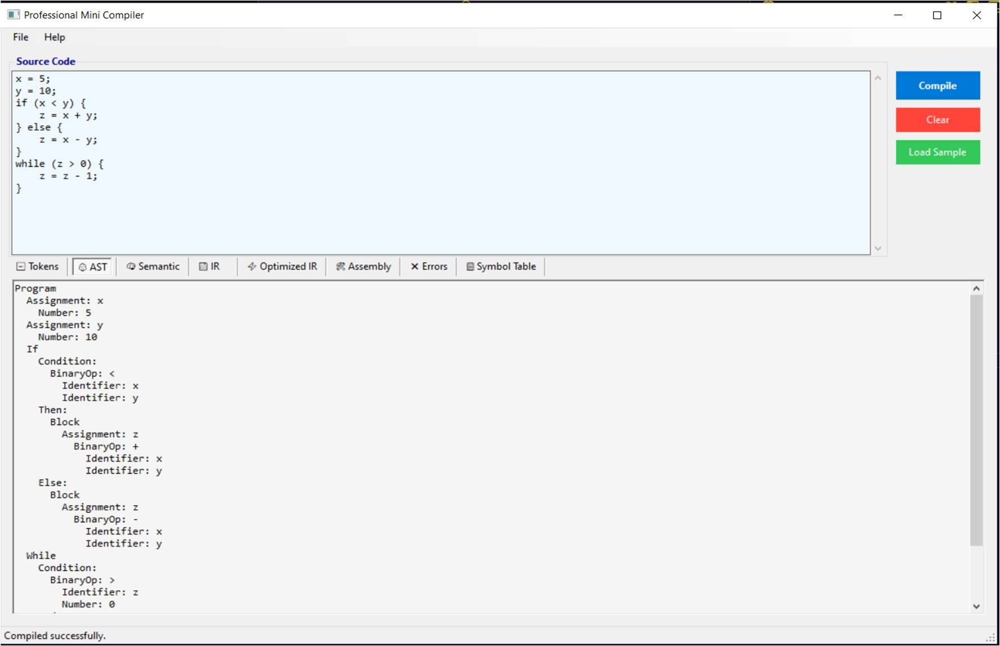 Professional Mini Compiler
File Help
Source Code
x = 5;
y = 10;
if (x < y) {
    z = x + y;
} else {
    z = x - y;
}
while (z > 0) {
    z = z - 1;
}
Compile
Clear
Load Sample
Tokens AST Semantic IR Optimized IR Assembly Errors Symbol Table
Program
  Assignment: x
    Number: 5
  Assignment: y
    Number: 10
  If
    Condition:
      BinaryOp: <
        Identifier: x
        Identifier: y
    Then:
      Block
        Assignment: z
          BinaryOp: +
            Identifier: x
            Identifier: y
    Else:
      Block
        Assignment: z
          BinaryOp: -
            Identifier: x
            Identifier: y
  While
    Condition:
      BinaryOp: >
        Identifier: z
        Number: 0
Compiled successfully.